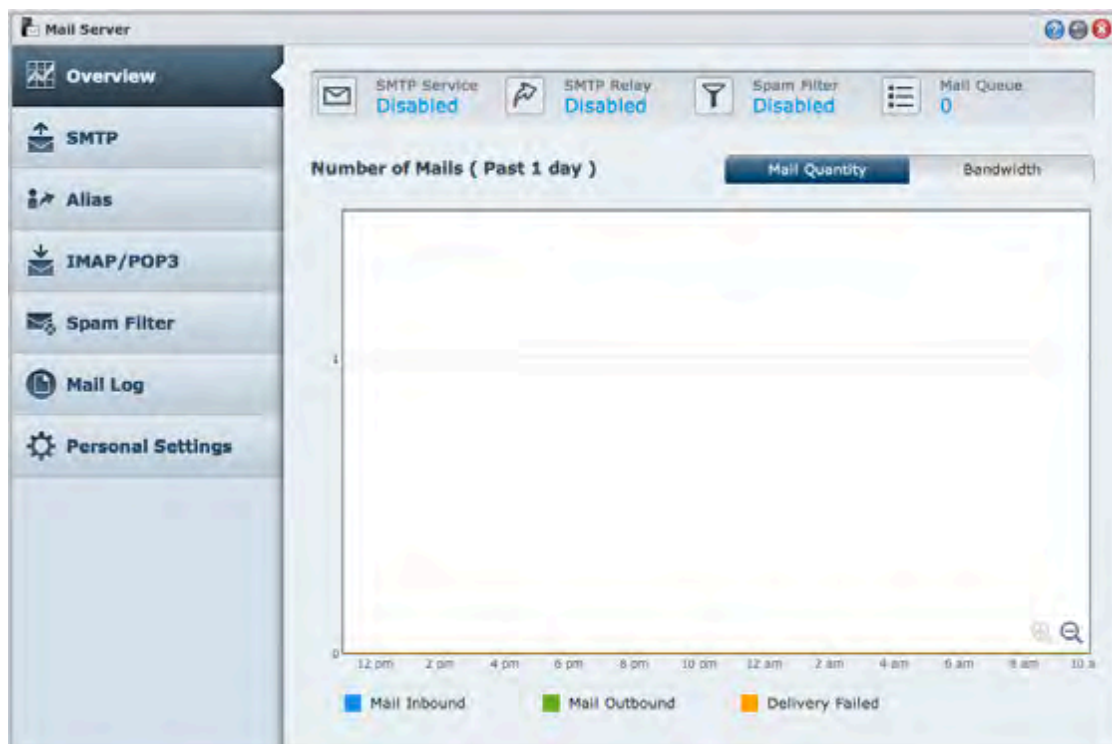 Mail Server
Overview
SMTP
Alias
IMAP/POP3
Spam Filter
Mail Log
Personal Settings
SMTP Service
Disabled
SMTP Relay
Disabled
Spam Filter
Disabled
Mail Queue
0
Number of Mails ( Past 1 day )
Mail Quantity
Bandwidth
1
0
12 pm 2 pm 4 pm 6 pm 8 pm 10 pm 12 am 2 am 4 am 6 am 8 am 10 a
Mail Inbound
Mail Outbound
Delivery Failed